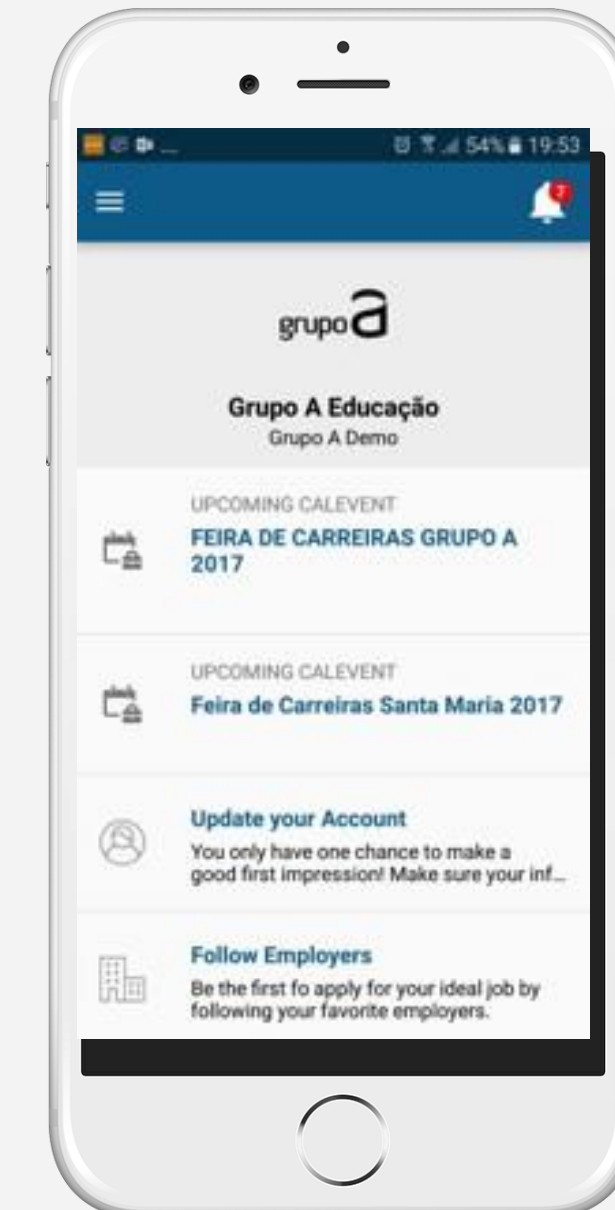 54% 19:53
grupo a
Grupo A Educação
Grupo A Demo
UPCOMING CALEVENT
FEIRA DE CARREIRAS GRUPO A
2017
UPCOMING CALEVENT
Feira de Carreiras Santa Maria 2017
Update your Account
You only have one chance to make a
good first impression! Make sure your inf...
Follow Employers
Be the first fo apply for your ideal job by
following your favorite employers.